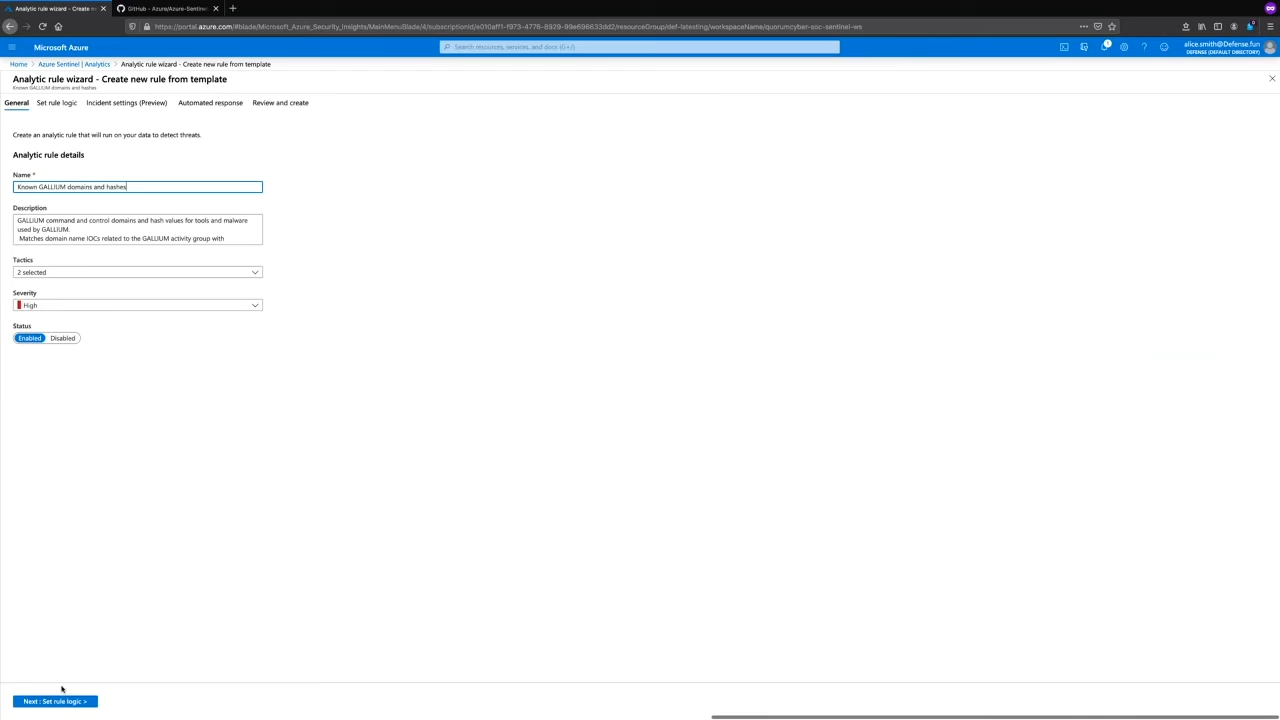 Analytic rule wizard - Create n
GitHub - Azure/Azure-Sentinel
https://portal.azure.com/#blade/Microsoft_Azure_Security_Insights/MainMenuBlade/4/subscriptionId/e010aff1-f973-4776-8929-99e696633dd2/resourceGroup/def-latesting/workspaceName/quorumcyber-soc-sentinel-ws
Microsoft Azure
Search resources, services, and docs (G+/)
1
alice.smith@Defense.fun
DEFENSE (DEFAULT DIRECTORY)
Home > Azure Sentinel | Analytics > Analytic rule wizard - Create new rule from template
Analytic rule wizard - Create new rule from template
Known GALLIUM domains and hashes
General Set rule logic Incident settings (Preview) Automated response Review and create
Create an analytic rule that will run on your data to detect threats.
Analytic rule details
Name *
Known GALLIUM domains and hashes
Description
GALLIUM command and control domains and hash values for tools and malware
used by GALLIUM.
Matches domain name IOCs related to the GALLIUM activity group with
Tactics
2 selected
Severity
High
Status
Enabled Disabled
Next : Set rule logic >